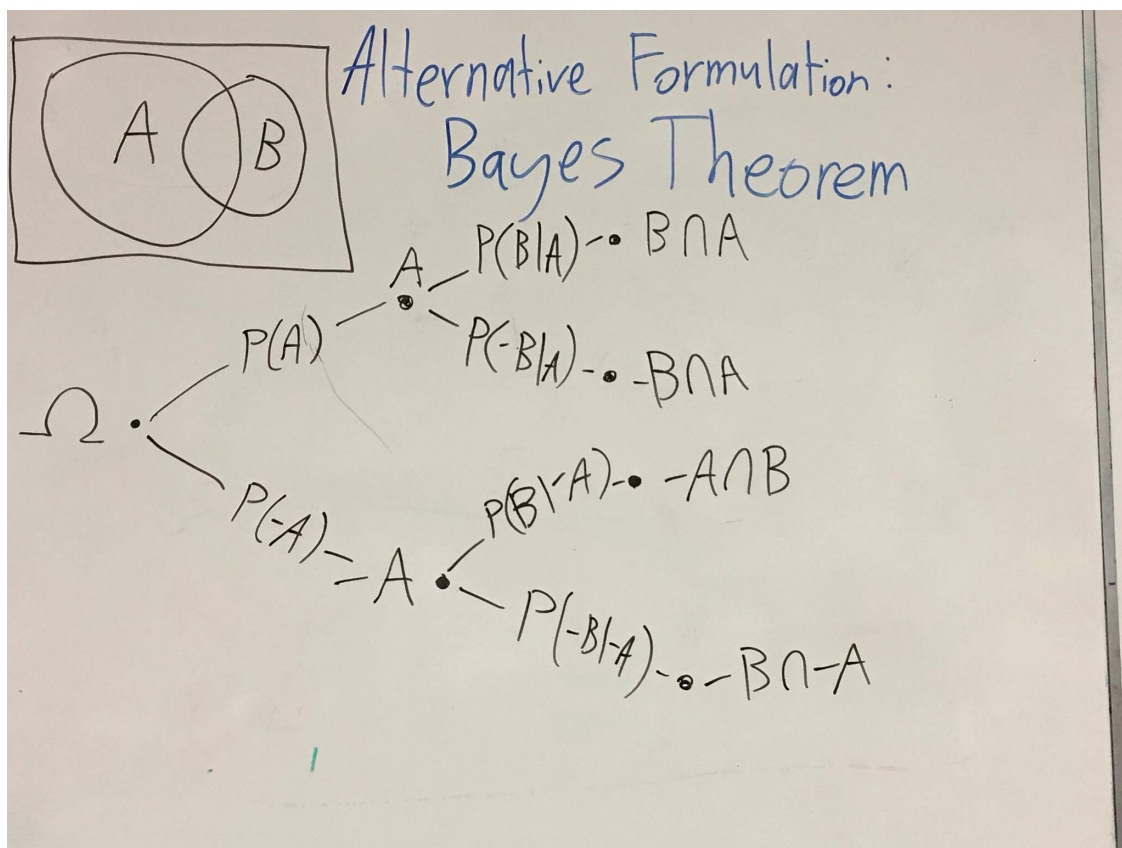 Alternative Formulation:
Bayes Theorem
A
B
P(B|A)
B∩A
A
P(A)
P(-B|A)
-B∩A
Ω
P(-A)
-A
P(B|-A)
-A∩B
P(-B|-A)
-B∩-A